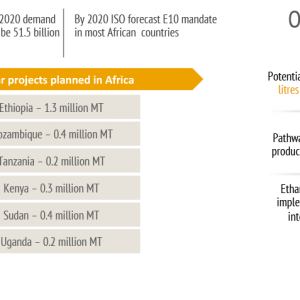 2020 demand
be 51.5 billion
By 2020 ISO forecast E10 mandate
in most African countries
projects planned in Africa
Ethiopia – 1.3 million MT
ozambique – 0.4 million MT
Tanzania – 0.2 million MT
Kenya – 0.3 million MT
Sudan – 0.4 million MT
Uganda – 0.2 million MT
0
Potentia
litres
Pathwa
produc
Etha
imple
int